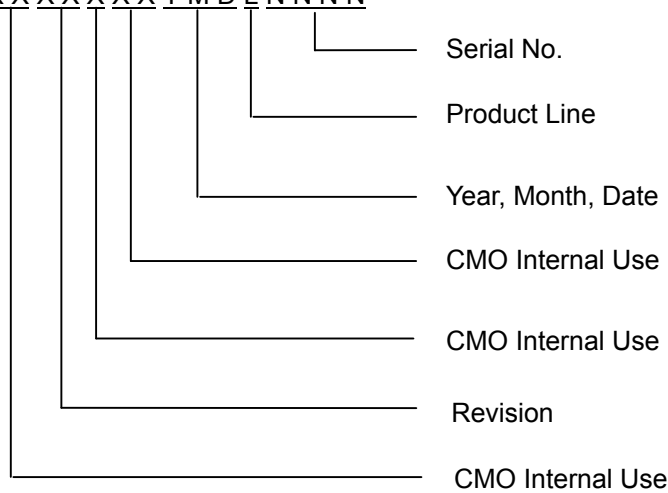 Serial No.
Product Line
Year, Month, Date
CMO Internal Use
CMO Internal Use
Revision
CMO Internal Use